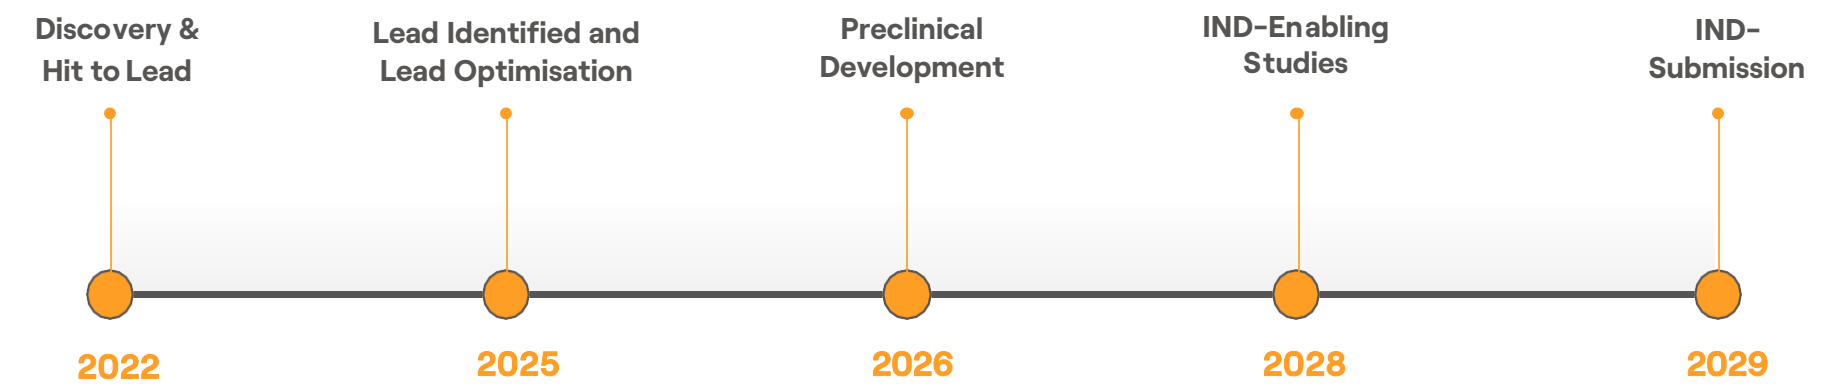 Discovery &
Hit to Lead
Lead Identified and
Lead Optimisation
Preclinical
Development
IND-Enabling
Studies
IND-
Submission
2022
2025
2026
2028
2029